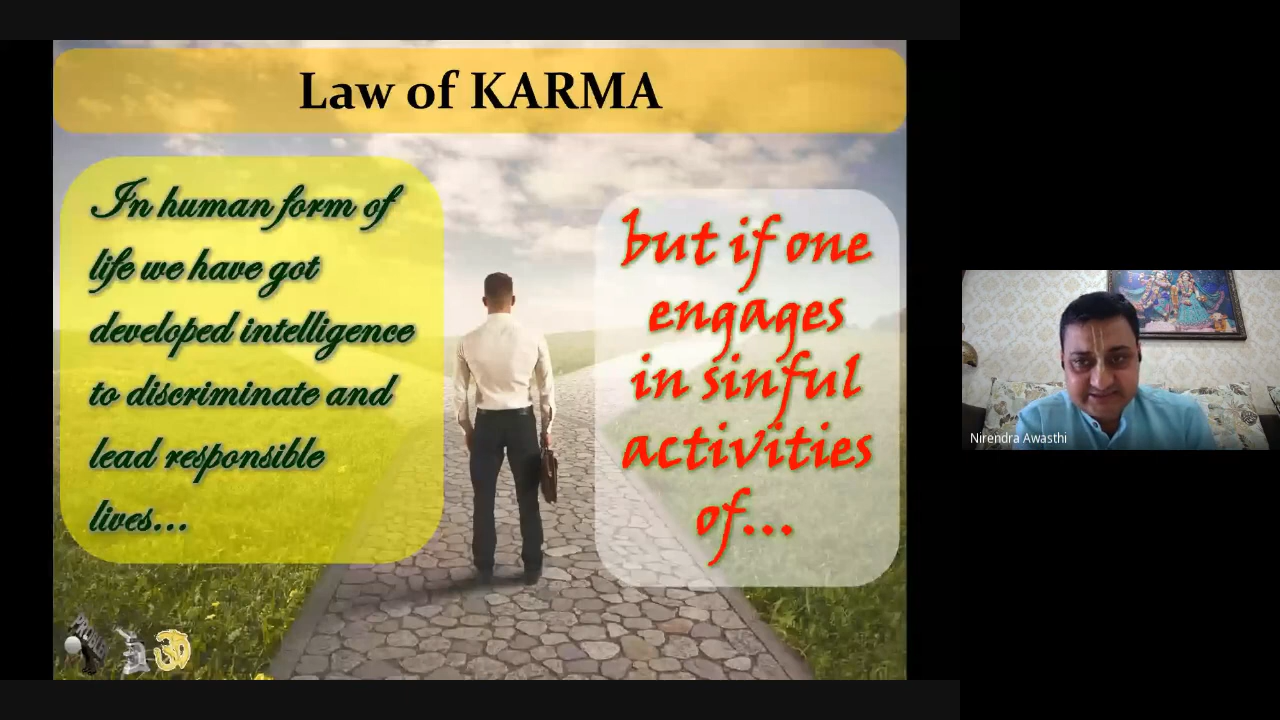 Law of KARMA
In human form of
life we have got
developed intelligence
to discriminate and
lead responsible
lives...
but if one
engages
in sinful
activities
of...
PROBLEM
Nirendra Awasthi